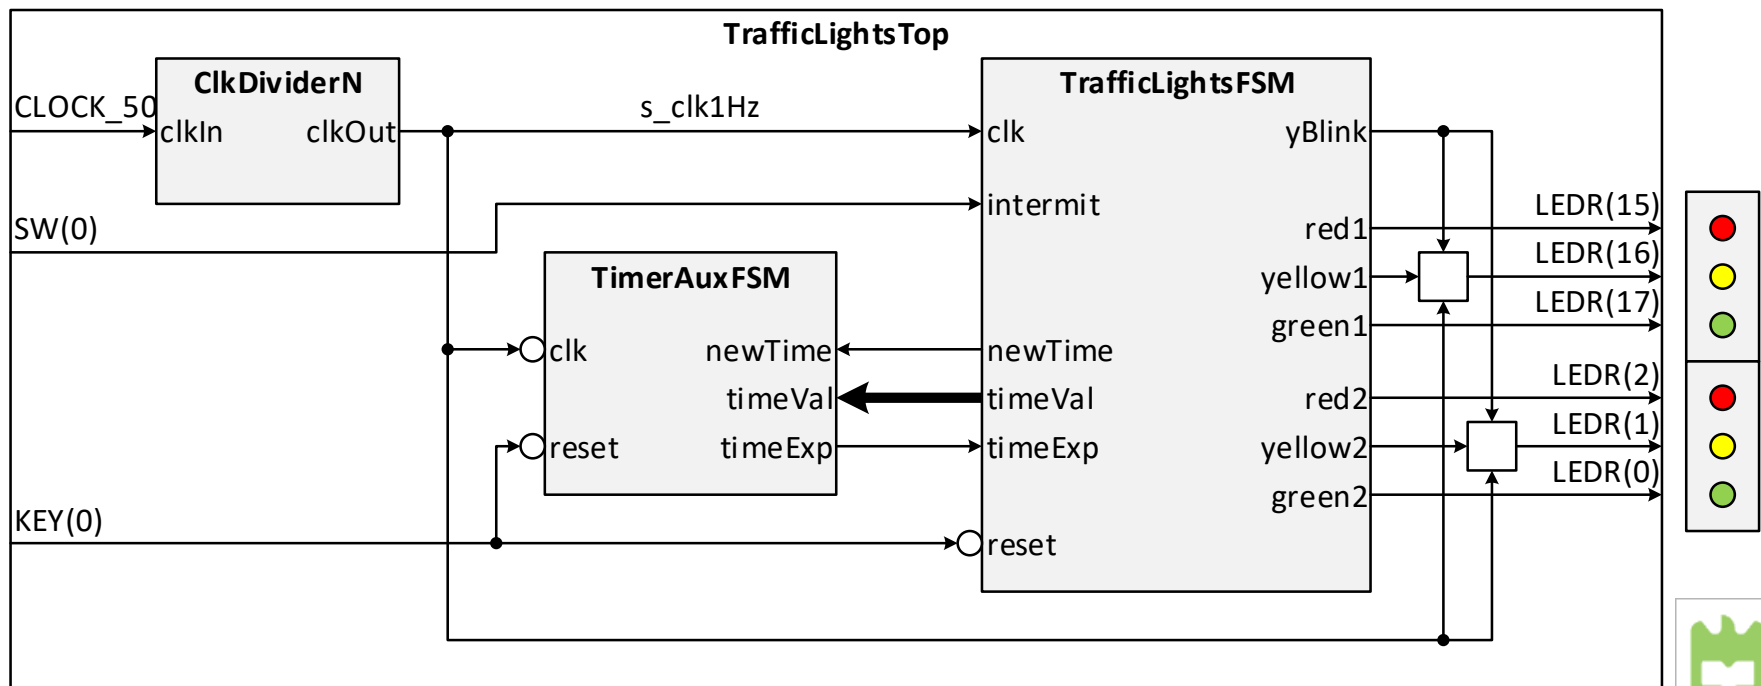 TrafficLightsTop
ClkDividerN
TrafficLightsFSM
CLOCK_50
clkIn
clkOut
s_clk1Hz
clk
yBlink
SW(0)
intermit
LEDR(15)
red1
LEDR(16)
TimerAuxFSM
yellow1
LEDR(17)
green1
clk
newTime
newTime
LEDR(2)
timeVal
timeVal
red2
LEDR(1)
reset
timeExp
timeExp
yellow2
LEDR(0)
green2
KEY(0)
reset